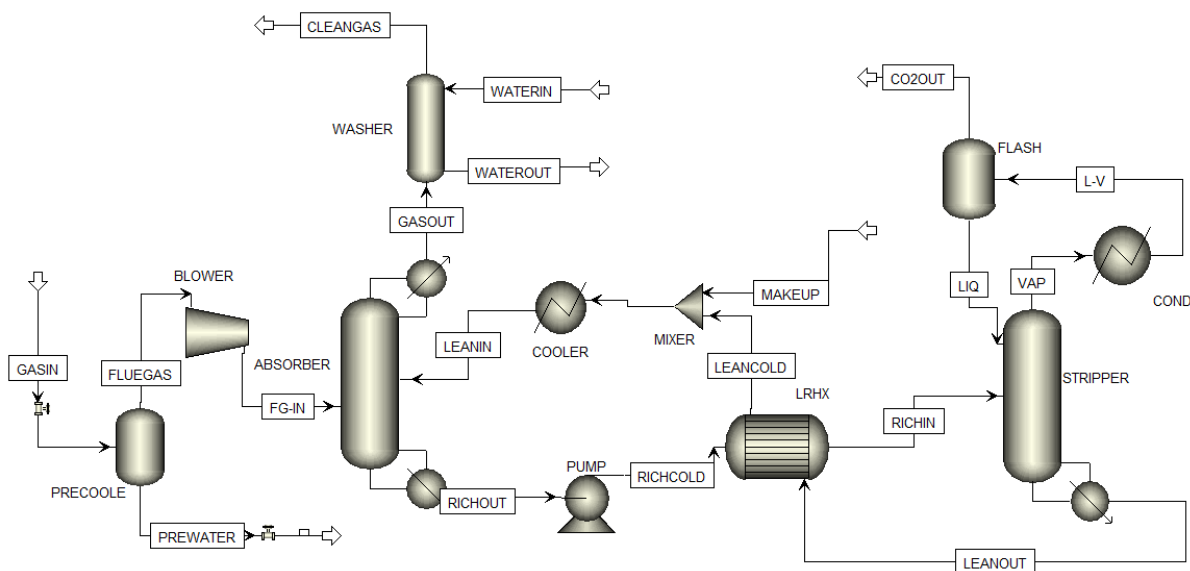 CLEANGAS
CO2OUT
WATERIN
WASHER
FLASH
WATEROUT
L-V
GASOUT
BLOWER
MAKEUP
LIQ
VAP
COND
MIXER
LEANIN
COOLER
ABSORBER
GASIN
FLUEGAS
LEANCOLD
STRIPPER
LRHX
FG-IN
RICHIN
PUMP
RICHCOLD
PRECOOLE
RICHOUT
PREWATER
LEANOUT